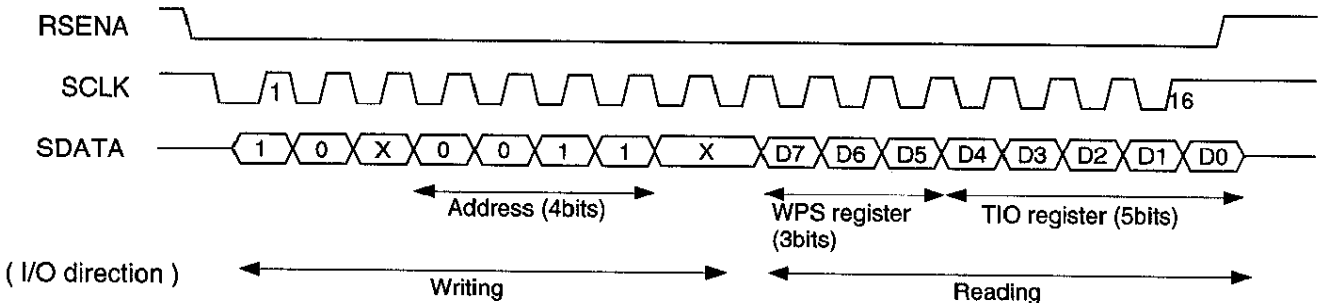 RSENA
SCLK 1 16
SDATA 1 0 X 0 0 1 1 X D7 D6 D5 D4 D3 D2 D1 D0
Address (4bits) WPS register TIO register (5bits)
(3bits)
( I/O direction ) Writing Reading